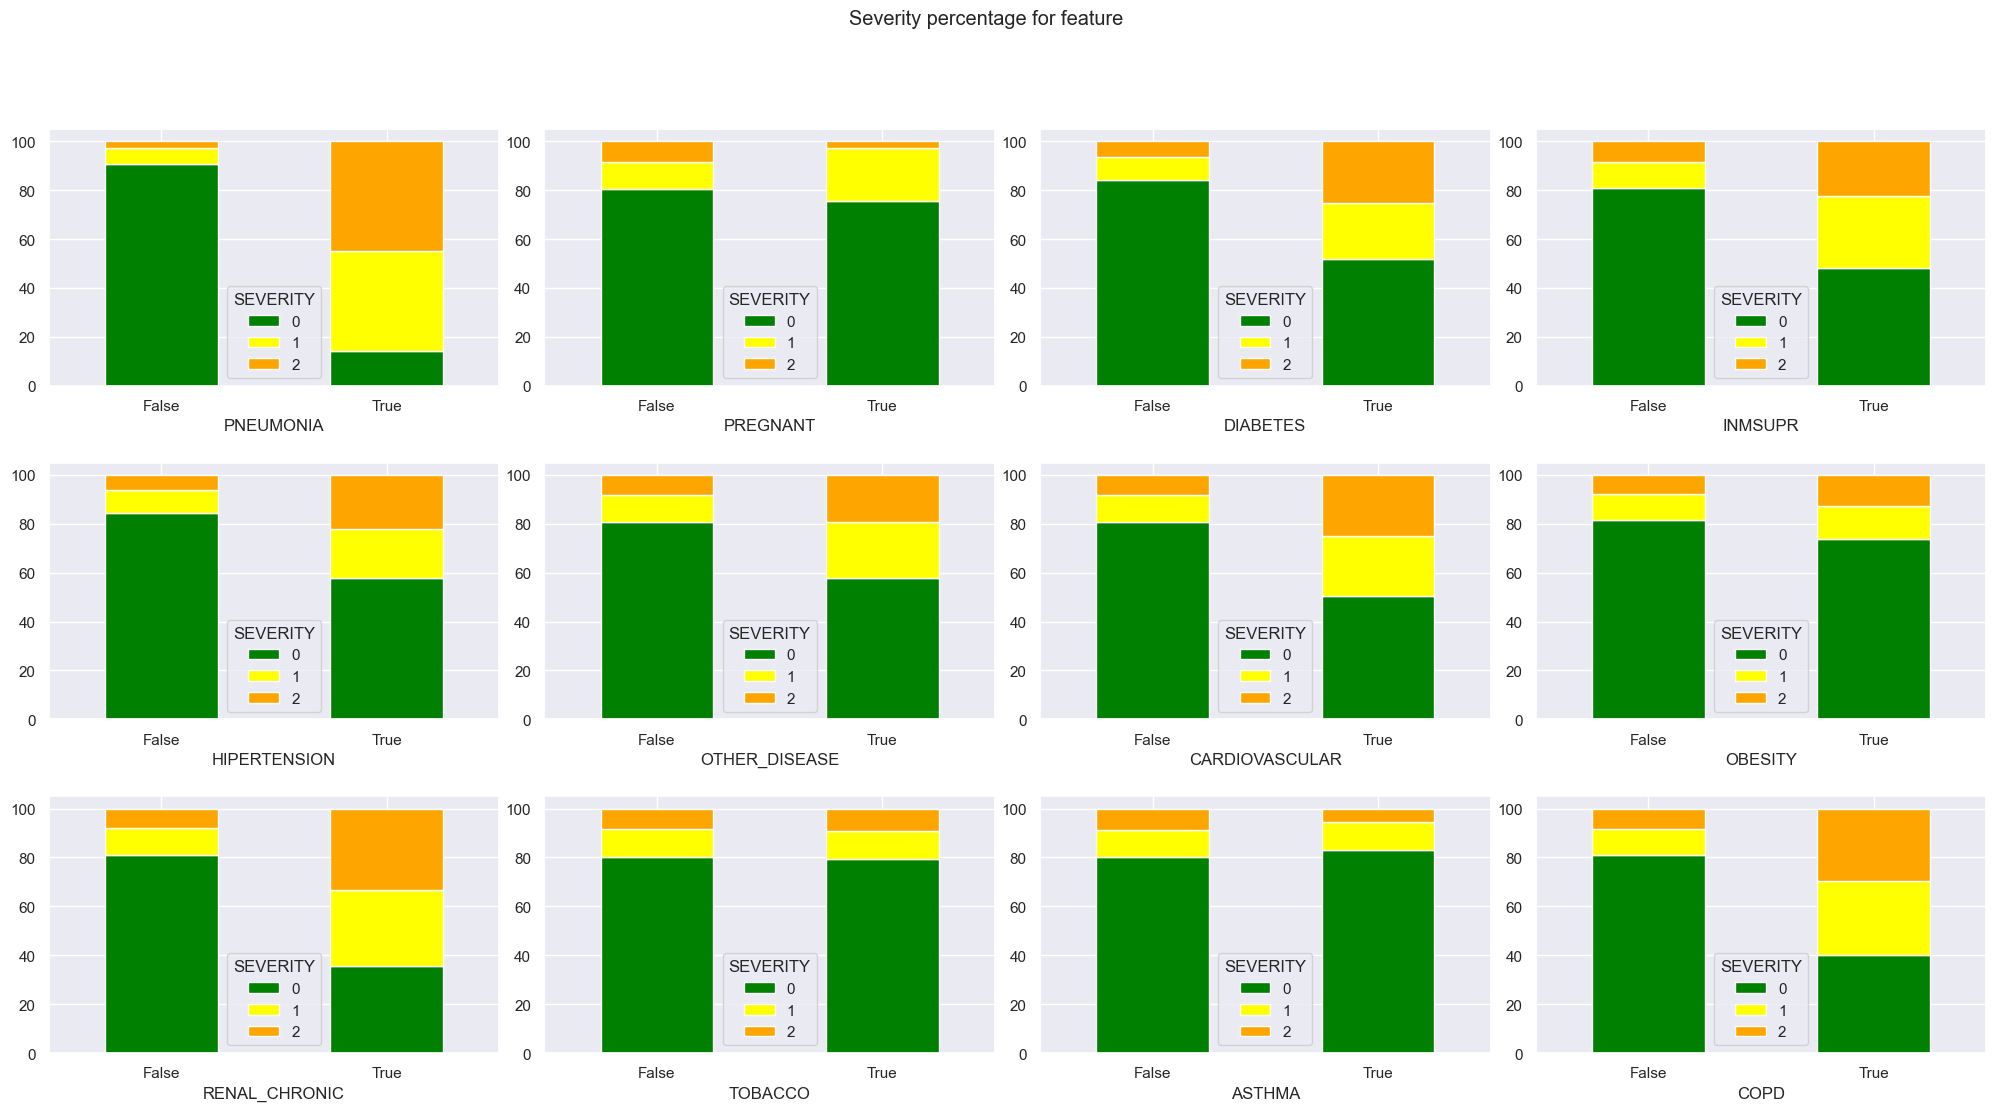 Severity percentage for feature
100
80
60
40
20
0
SEVERITY
0
1
2
False
True
PNEUMONIA
100
80
60
40
20
0
SEVERITY
0
1
2
False
True
PREGNANT
100
80
60
40
20
0
SEVERITY
0
1
2
False
True
DIABETES
100
80
60
40
20
0
SEVERITY
0
1
2
False
True
INMSUPR
100
80
60
40
20
0
SEVERITY
0
1
2
False
True
HIPERTENSION
100
80
60
40
20
0
SEVERITY
0
1
2
False
True
OTHER_DISEASE
100
80
60
40
20
0
SEVERITY
0
1
2
False
True
CARDIOVASCULAR
100
80
60
40
20
0
SEVERITY
0
1
2
False
True
OBESITY
100
80
60
40
20
0
SEVERITY
0
1
2
False
True
RENAL_CHRONIC
100
80
60
40
20
0
SEVERITY
0
1
2
False
True
TOBACCO
100
80
60
40
20
0
SEVERITY
0
1
2
False
True
ASTHMA
100
80
60
40
20
0
SEVERITY
0
1
2
False
True
COPD